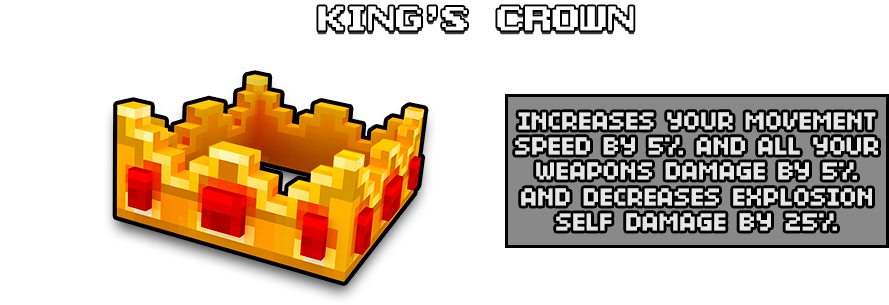 KING'S CROWN
INCREASES YOUR MOVEMENT
SPEED BY 5% AND ALL YOUR
WEAPONS DAMAGE BY 5%
AND DECREASES EXPLOSION
SELF DAMAGE BY 25%